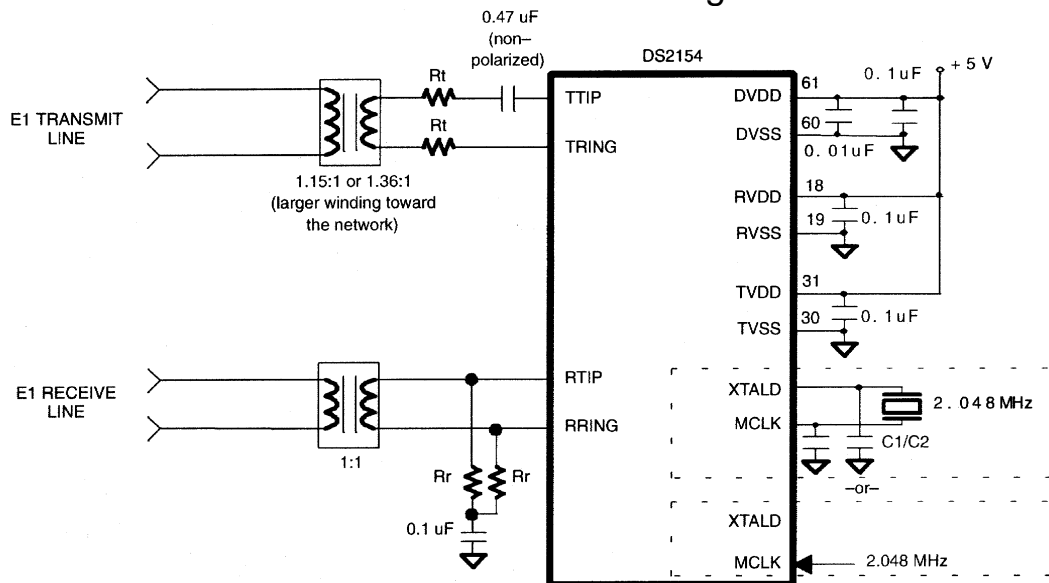 0.47 uF
(non–
polarized)
DS2154
Rt
Rt
E1 TRANSMIT
LINE
1.15:1 or 1.36:1
(larger winding toward
the network)
TTIP
TRING
DVDD
61
0.1uF
+ 5 V
DVSS
60
0.01uF
RVDD
18
0.1uF
RVSS
19
TVDD
31
0.1uF
TVSS
30
E1 RECEIVE
LINE
1:1
RTIP
RRING
Rr
Rr
0.1 uF
XTALD
MCLK
2.048MHz
C1/C2
–or–
XTALD
MCLK
2.048 MHz